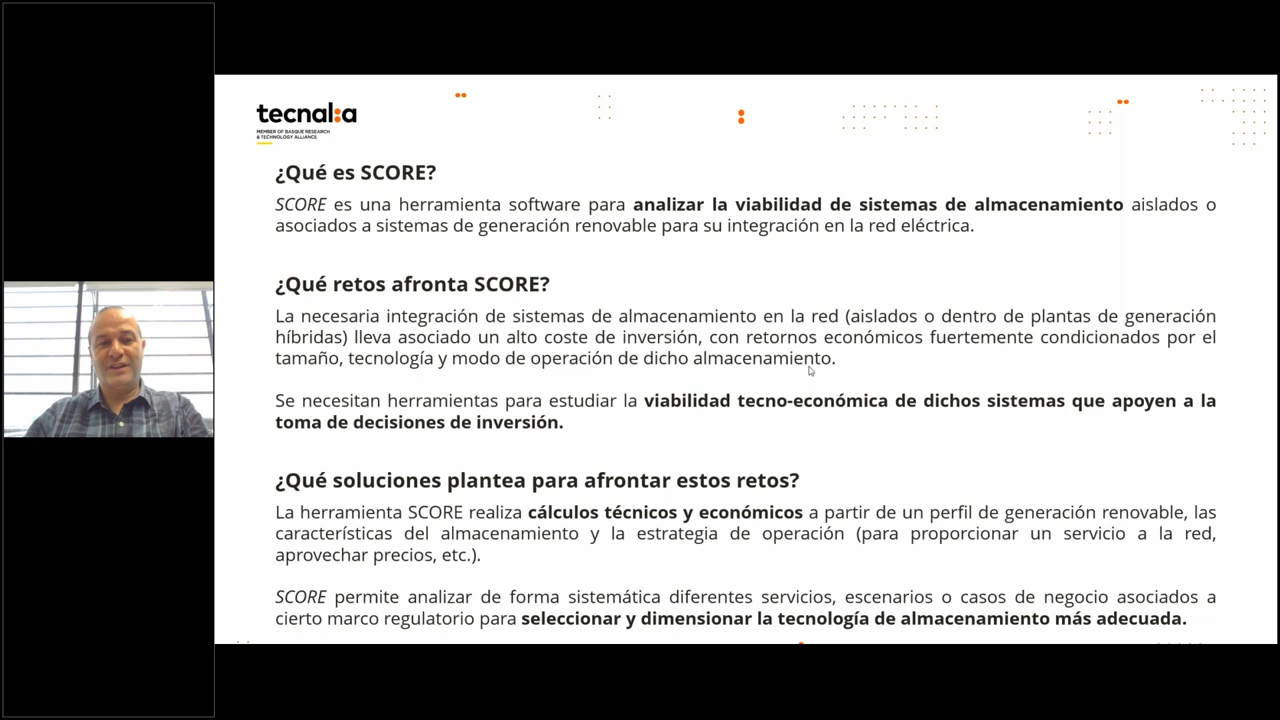 tecnal:a
MEMBER OF BASQUE RESEARCH
& TECHNOLOGY ALLIANCE
¿Qué es SCORE?
SCORE es una herramienta software para analizar la viabilidad de sistemas de almacenamiento aislados o
asociados a sistemas de generación renovable para su integración en la red eléctrica.
¿Qué retos afronta SCORE?
La necesaria integración de sistemas de almacenamiento en la red (aislados o dentro de plantas de generación
híbridas) lleva asociado un alto coste de inversión, con retornos económicos fuertemente condicionados por el
tamaño, tecnología y modo de operación de dicho almacenamiento.
Se necesitan herramientas para estudiar la viabilidad tecno-económica de dichos sistemas que apoyen a la
toma de decisiones de inversión.
¿Qué soluciones plantea para afrontar estos retos?
La herramienta SCORE realiza cálculos técnicos y económicos a partir de un perfil de generación renovable, las
características del almacenamiento y la estrategia de operación (para proporcionar un servicio a la red,
aprovechar precios, etc.).
SCORE permite analizar de forma sistemática diferentes servicios, escenarios o casos de negocio asociados a
cierto marco regulatorio para seleccionar y dimensionar la tecnología de almacenamiento más adecuada.